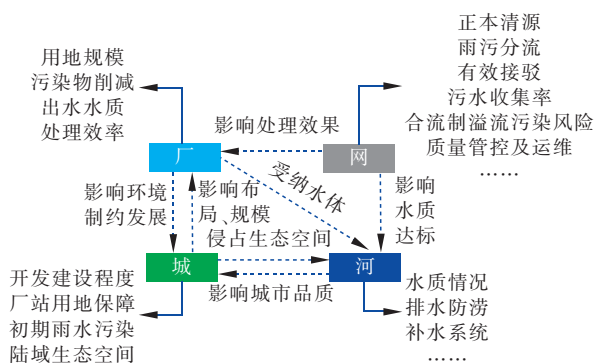 用地规模
污染物削减
出水水质
处理效率
正本清源
雨污分流
有效接驳
污水收集率
合流制溢流污染风险
质量管控及运维
……
影响处理效果
厂
网
影响环境
制约发展
影响布
局、规模
受纳水体
影响
水质
达标
侵占生态空间
城
河
影响城市品质
开发建设程度
厂站用地保障
初期雨水污染
陆域生态空间
水质情况
排水防涝
补水系统
……